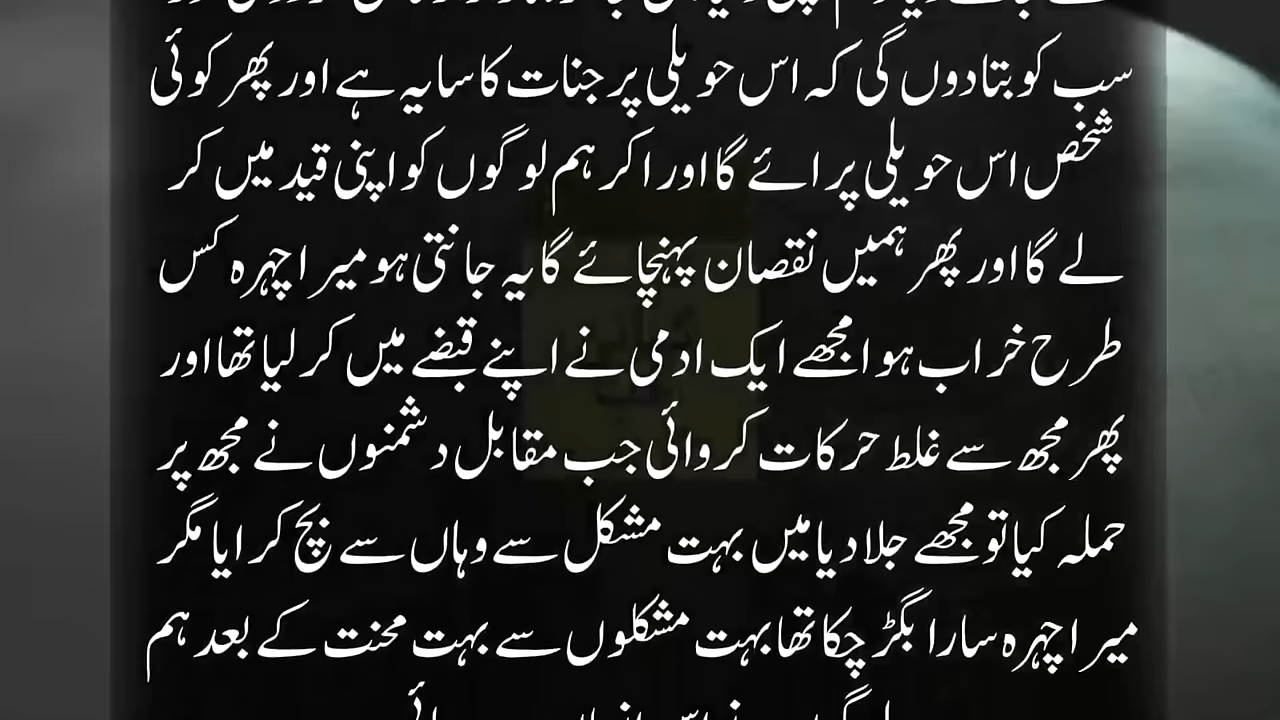 سب کو بتا دوں گی کہ اس حویلی پر جنات کا سایہ ہے اور پھر کوئی
شخص اس حویلی پر ائے گا اور اکر ہم لوگوں کو اپنی قید میں کر
لے گا اور پھر ہمیں نقصان پہنچائے گا یہ جانتی ہو میرا چہرہ کس
طرح خراب ہوا مجھے ایک ادمی نے اپنے قبضے میں کر لیا تھا اور
پھر مجھ سے غلط حرکات کروائی جب مقابل دشمنوں نے مجھ پر
حملہ کیا تو مجھے جلا دیا میں بہت مشکل سے وہاں سے بچ کر ایا مگر
میرا چہرہ سارا بگڑ چکا تھا بہت مشکلوں سے بہت محنت کے بعد ہم